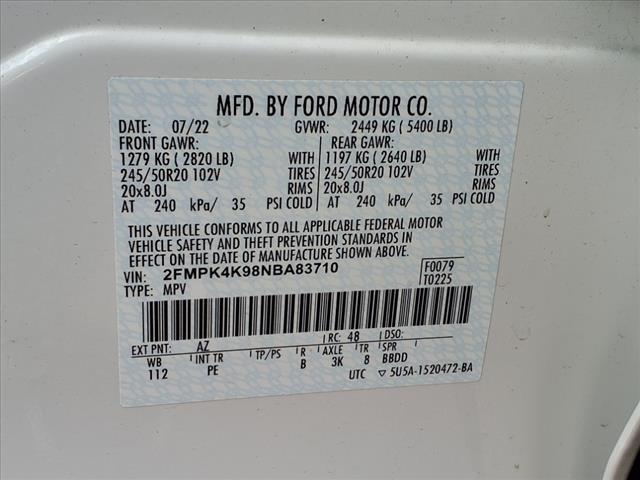 MFD. BY FORD MOTOR CO.
DATE: 07/22 GVWR: 2449 KG ( 5400 LB)
FRONT GAWR: REAR GAWR:
1279 KG ( 2820 LB) WITH 1197 KG ( 2640 LB) WITH
245/50R20 102V TIRES 245/50R20 102V TIRES
20x8.0J RIMS 20x8.0J RIMS
AT 240 kPa/ 35 PSI COLD AT 240 kPa/ 35 PSI COLD
THIS VEHICLE CONFORMS TO ALL APPLICABLE FEDERAL MOTOR
VEHICLE SAFETY AND THEFT PREVENTION STANDARDS IN
EFFECT ON THE DATE OF MANUFACTURE SHOWN ABOVE.
VIN: 2FMPK4K98NBA83710 F0079
TYPE: MPV T0225
EXT PNT: AZ RC: 48 DSO:
WB INT TR TP/PS R AXLE TR SPR
112 PE B 3K 8 BBDD
UTC ▽ 5U5A-1520472-BA